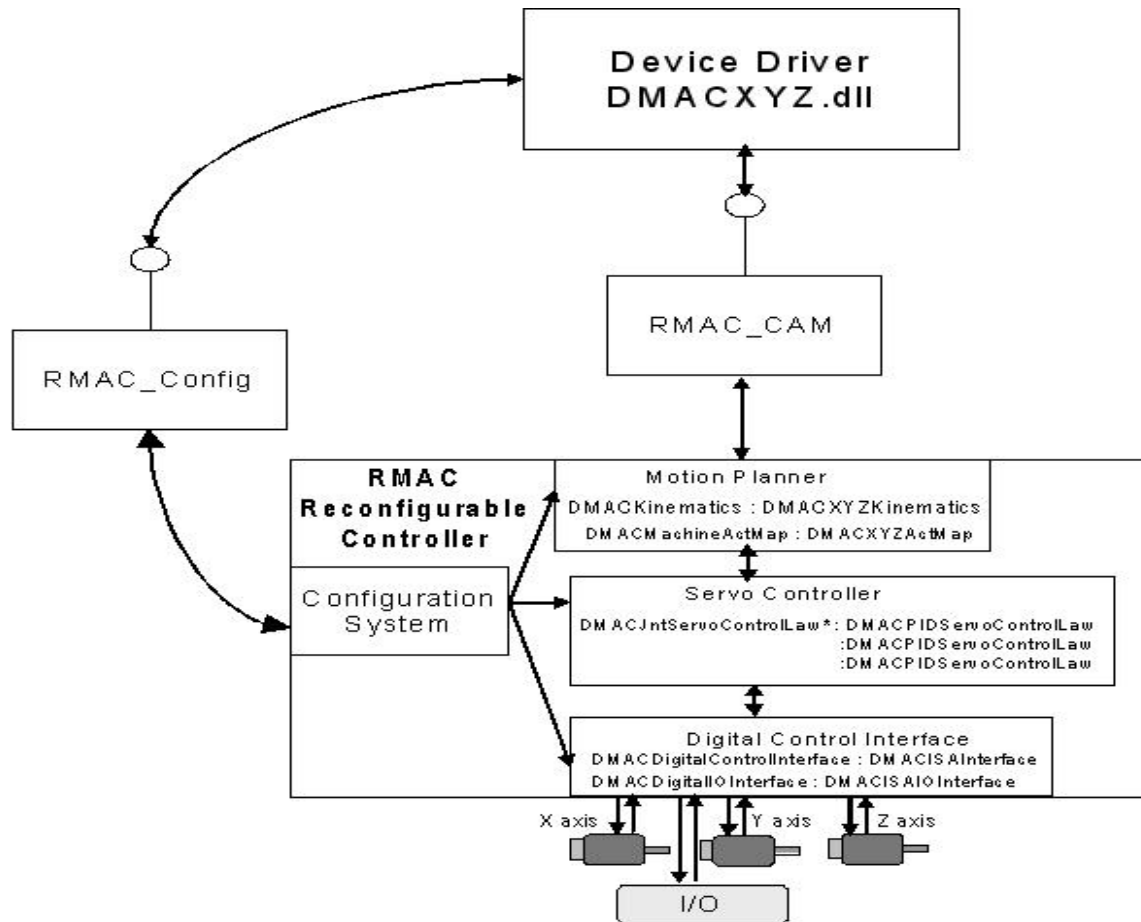 Device Driver
DMACXYZ.dll
RMAC_CAM
RMAC_Config
RMAC
Reconfigurable
Controller
Configuration
System
Motion Planner
DMACKinematics : DMACXYZKinematics
DMACMachineActMap : DMACXYZActMap
Servo Controller
DMACJntServoControlLaw*: DMACPIDServoControlLaw
:DMACPIDServoControlLaw
:DMACPIDServoControlLaw
Digital Control Interface
DMACDigitalControlInterface : DMACISAInterface
DMACDigitalIOInterface : DMACISAIOInterface
X axis
Y axis
Z axis
I/O